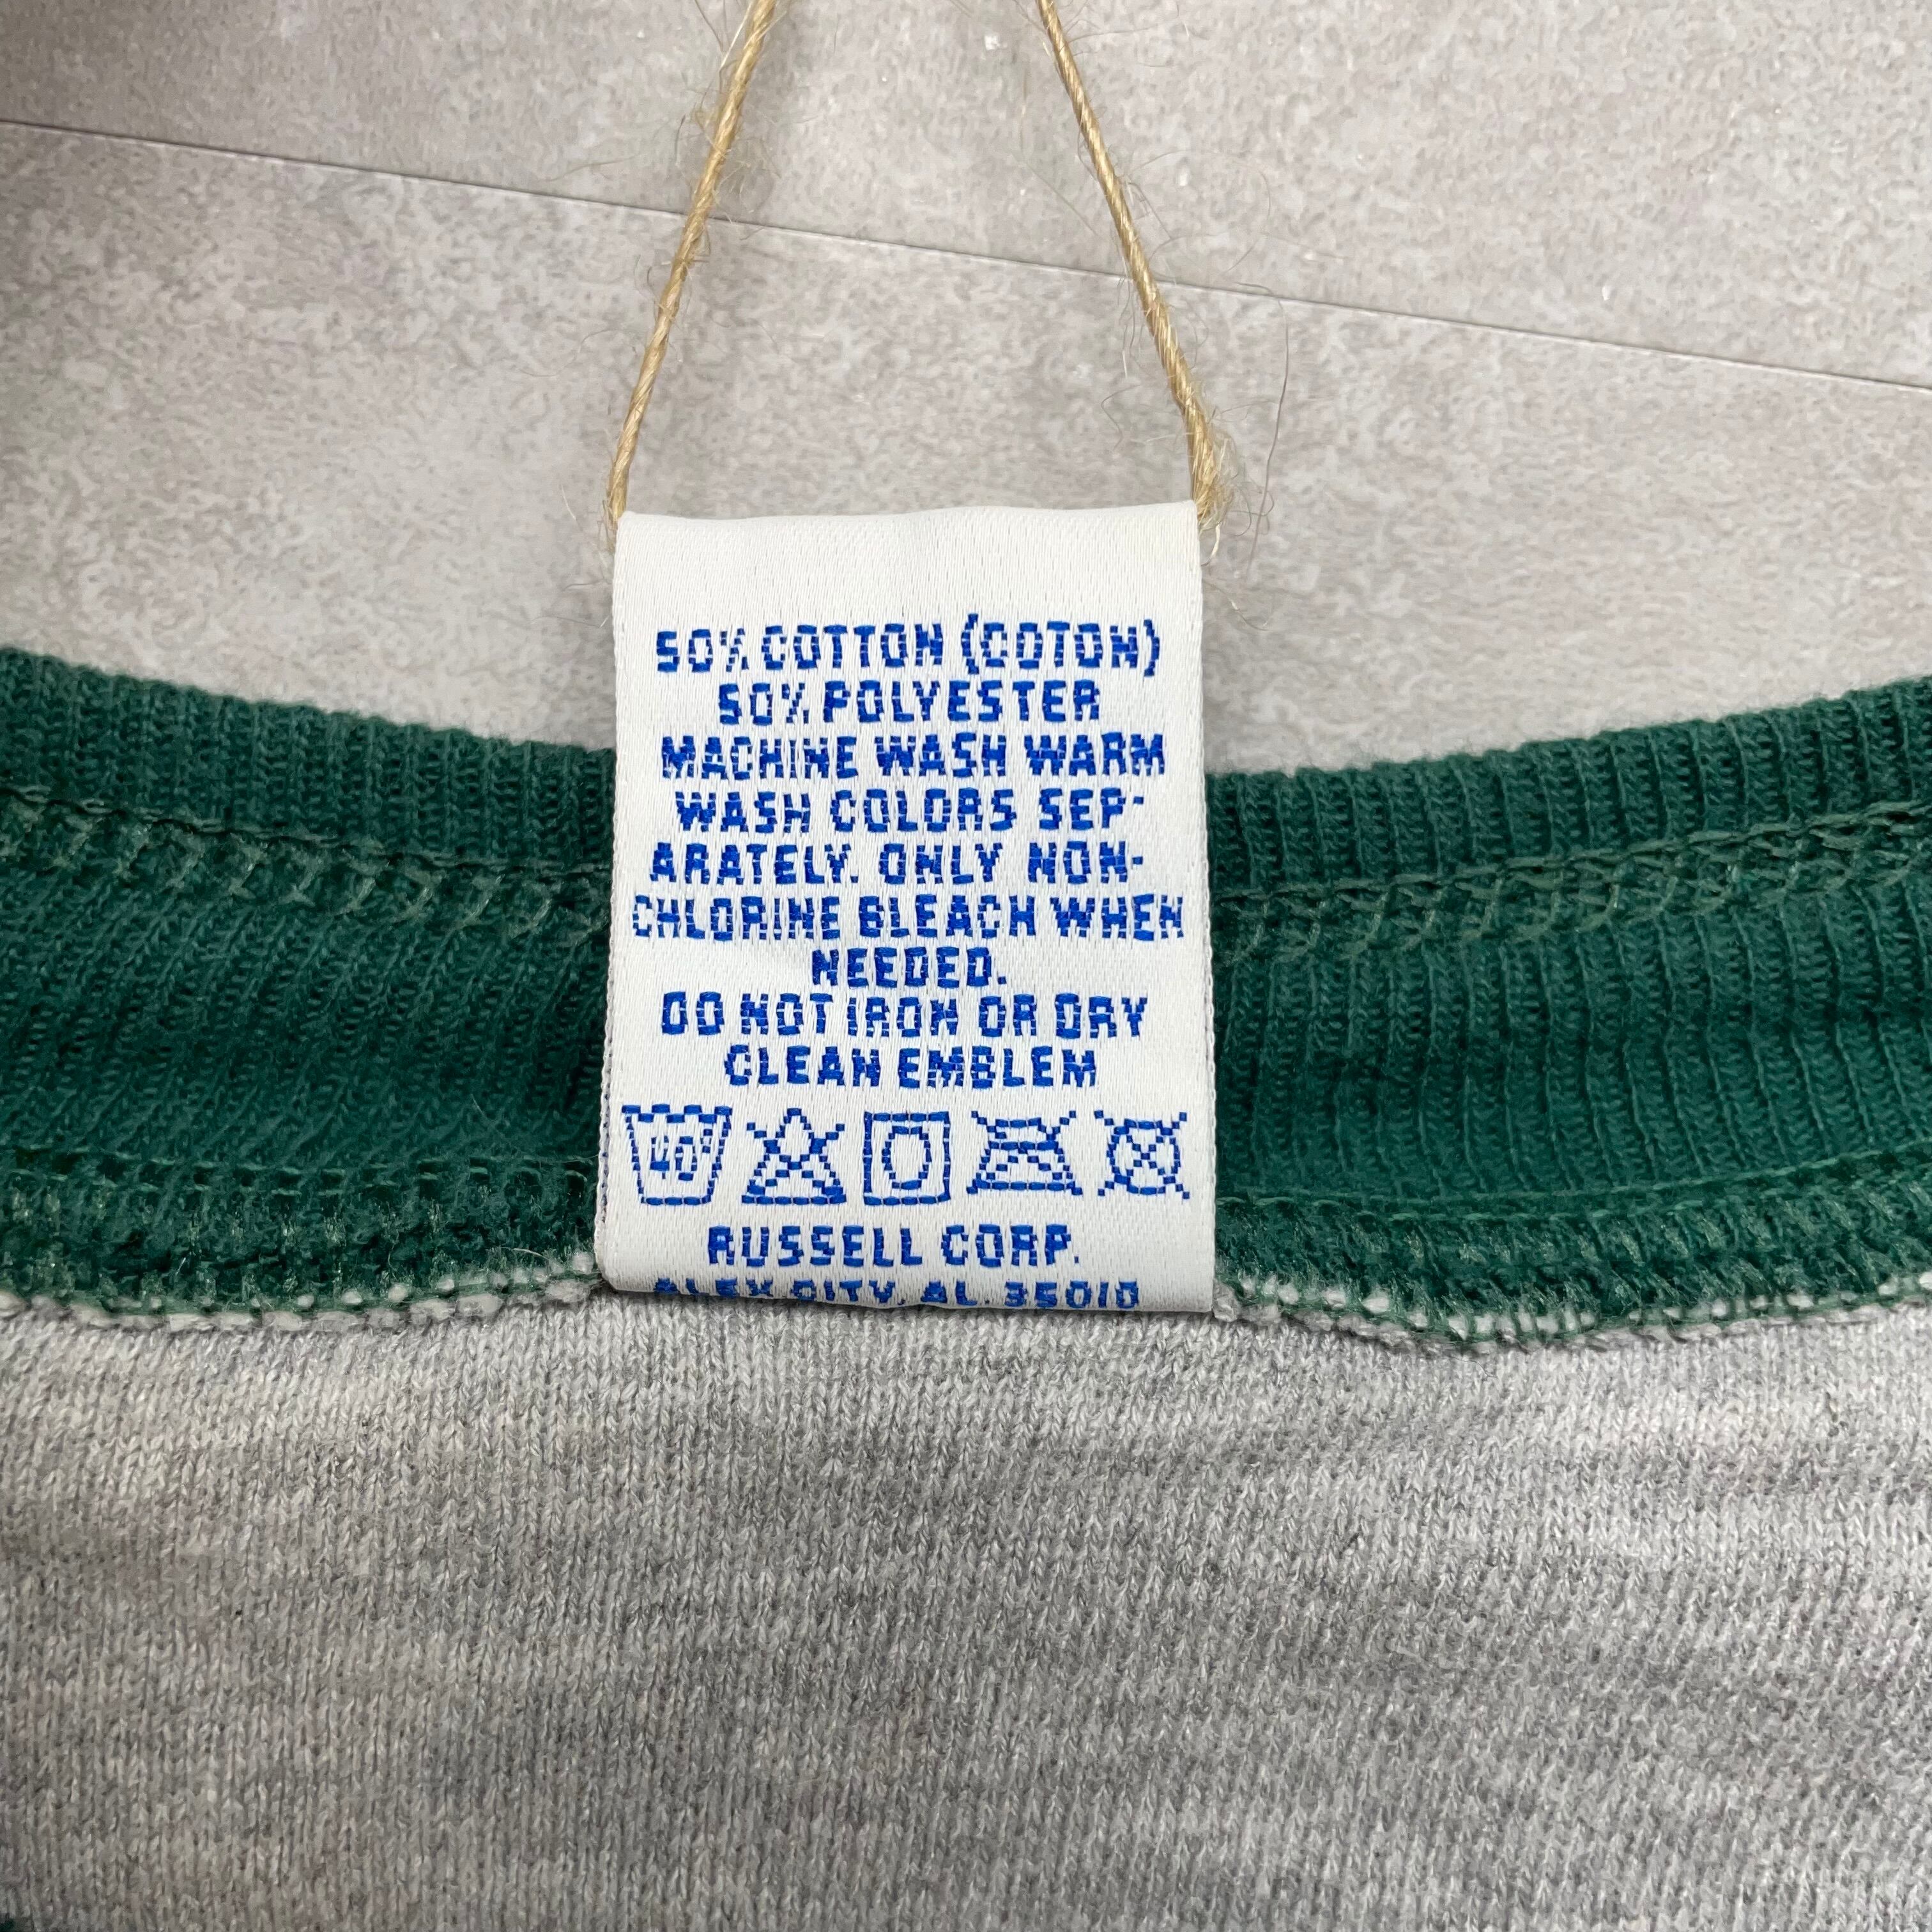 50% COTTON (COTON)
50% POLYESTER
MACHINE WASH WARM
WASH COLORS SEP-
ARATELY. ONLY NON-
CHLORINE BLEACH WHEN
NEEDED.
DO NOT IRON OR DRY
CLEAN EMBLEM
40°
RUSSELL CORP.
ALEX CITY, AL. 35010